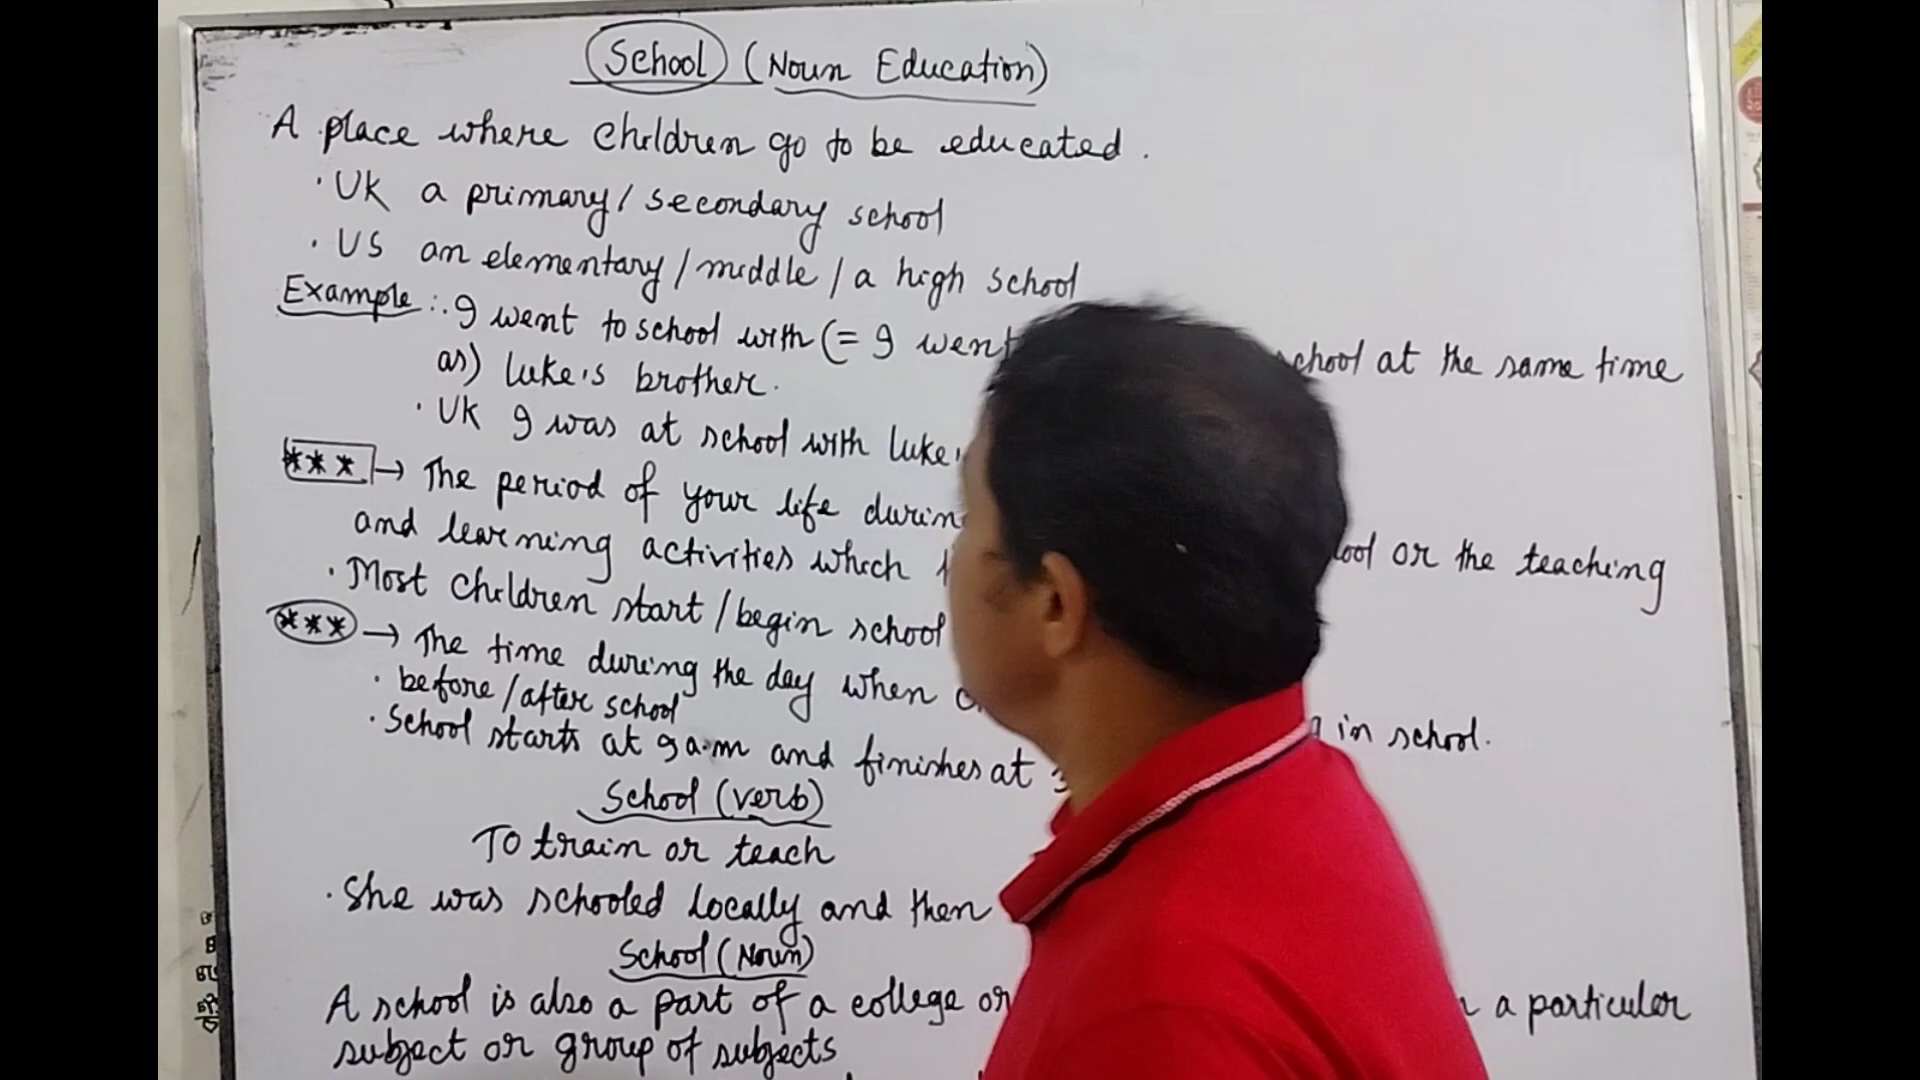 School (Noun Education)
A place where children go to be educated.
· UK a primary/secondary school
· US an elementary/middle/a high school
Example :. I went to school with (= I went school at the same time
as) Luke's brother.
· UK I was at school with Luke
*** → The period of your life or the teaching
and learning activities which
· Most children start/begin school
*** → The time during the day when
· before/after school in school.
· School starts at 9 a.m and finishes at
School (verb)
To train or teach
· She was schooled locally and then
School (Noun)
A school is also a part of a college or a particular
subject or group of subjects